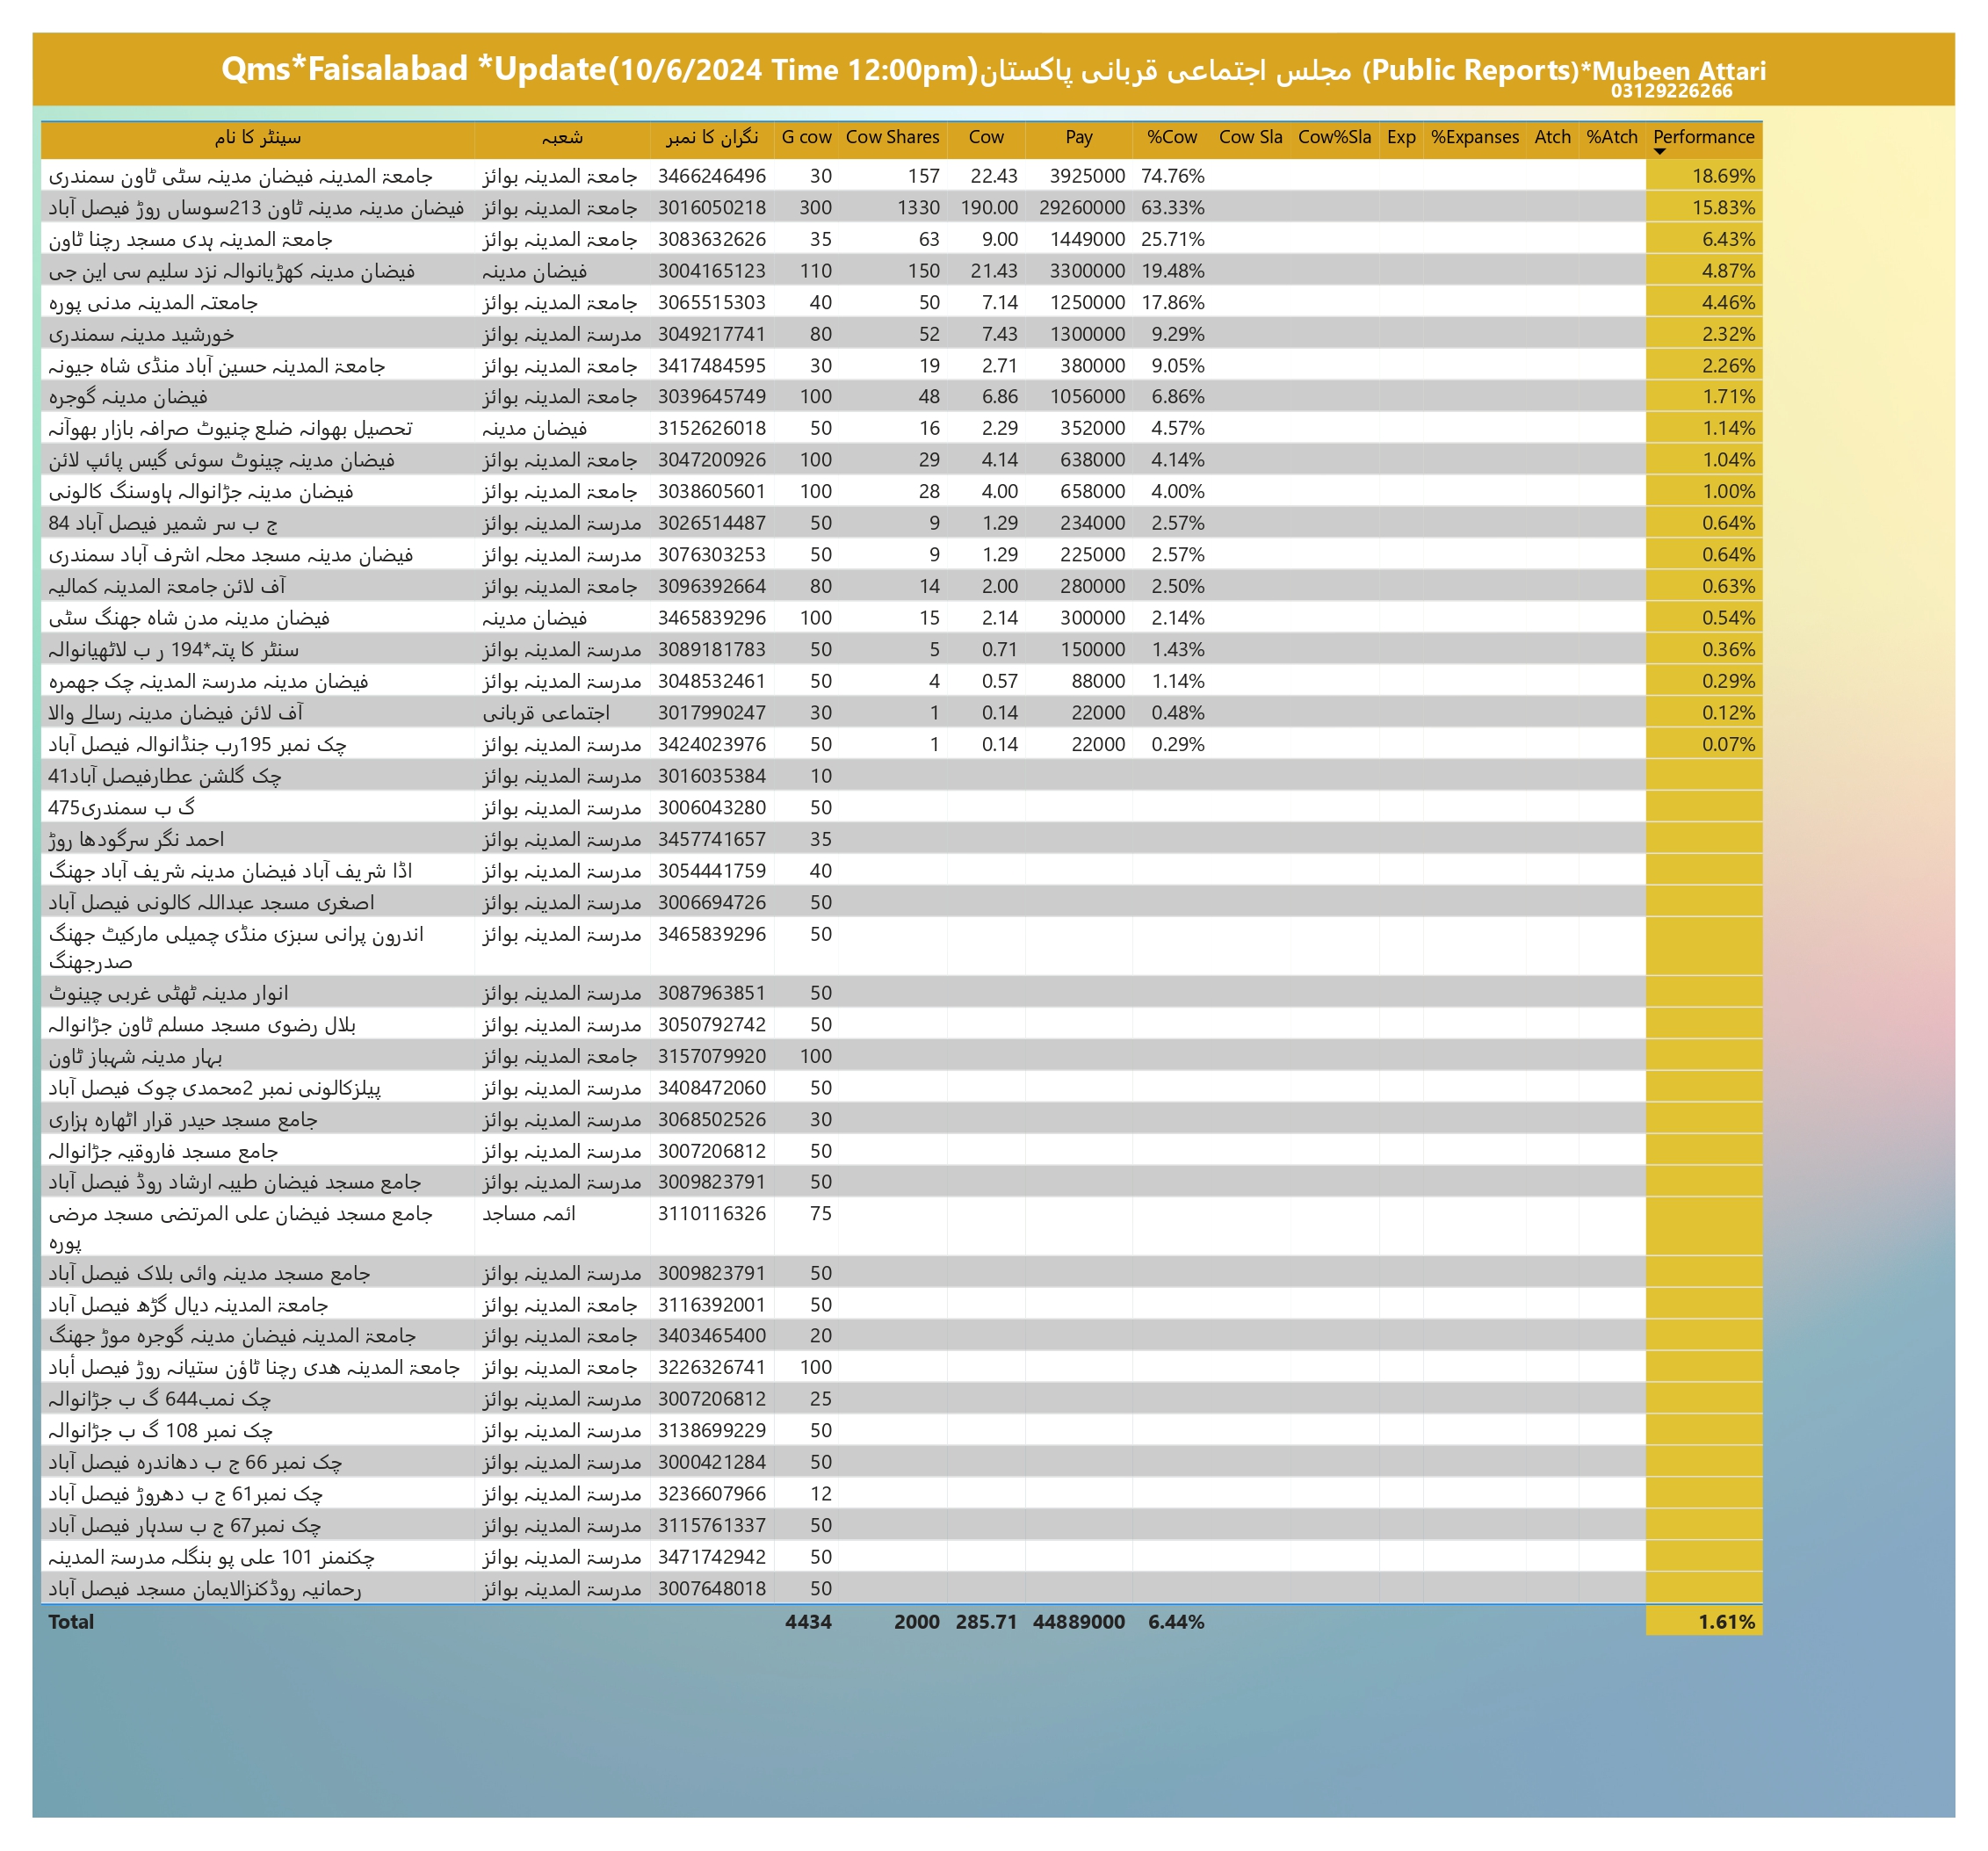 Qms*Faisalabad *Update(10/6/2024 Time 12:00pm)مجلس اجتماعی قربانی پاکستان (Public Reports)*Mubeen Attari
03129226266
سینٹر کا نام شعبہ نگران کا نمبر G cow Cow Shares Cow Pay %Cow Cow Sla Cow%Sla Exp %Expanses Atch %Atch Performance
جامعۃ المدینہ فیضان مدینہ سٹی ٹاون سمندری جامعۃ المدینہ بوائز 3466246496 30 157 22.43 3925000 74.76% 18.69%
فیضان مدینہ مدینہ ٹاون 213سوساں روڑ فیصل آباد جامعۃ المدینہ بوائز 3016050218 300 1330 190.00 29260000 63.33% 15.83%
جامعۃ المدینہ ہدی مسجد رچنا ٹاون جامعۃ المدینہ بوائز 3083632626 35 63 9.00 1449000 25.71% 6.43%
فیضان مدینہ کھڑیانوالہ نزد سلیم سی این جی فیضان مدینہ 3004165123 110 150 21.43 3300000 19.48% 4.87%
جامعتہ المدینہ مدنی پورہ جامعۃ المدینہ بوائز 3065515303 40 50 7.14 1250000 17.86% 4.46%
خورشید مدینہ سمندری مدرسۃ المدینہ بوائز 3049217741 80 52 7.43 1300000 9.29% 2.32%
جامعۃ المدینہ حسین آباد منڈی شاہ جیونہ جامعۃ المدینہ بوائز 3417484595 30 19 2.71 380000 9.05% 2.26%
فیضان مدینہ گوجرہ جامعۃ المدینہ بوائز 3039645749 100 48 6.86 1056000 6.86% 1.71%
تحصیل بھوانہ ضلع چنیوٹ صرافہ بازار بھوآنہ فیضان مدینہ 3152626018 50 16 2.29 352000 4.57% 1.14%
فیضان مدینہ چینوٹ سوئی گیس پائپ لائن جامعۃ المدینہ بوائز 3047200926 100 29 4.14 638000 4.14% 1.04%
فیضان مدینہ جڑانوالہ ہاوسنگ کالونی جامعۃ المدینہ بوائز 3038605601 100 28 4.00 658000 4.00% 1.00%
84 ج ب سر شمیر فیصل آباد مدرسۃ المدینہ بوائز 3026514487 50 9 1.29 234000 2.57% 0.64%
فیضان مدینہ مسجد محلہ اشرف آباد سمندری مدرسۃ المدینہ بوائز 3076303253 50 9 1.29 225000 2.57% 0.64%
آف لائن جامعۃ المدینہ کمالیہ جامعۃ المدینہ بوائز 3096392664 80 14 2.00 280000 2.50% 0.63%
فیضان مدینہ مدن شاہ جھنگ سٹی فیضان مدینہ 3465839296 100 15 2.14 300000 2.14% 0.54%
سنٹر کا پتہ*194 ر ب لاٹھیانوالہ مدرسۃ المدینہ بوائز 3089181783 50 5 0.71 150000 1.43% 0.36%
فیضان مدینہ مدرسۃ المدینہ چک جھمرہ مدرسۃ المدینہ بوائز 3048532461 50 4 0.57 88000 1.14% 0.29%
آف لائن فیضان مدینہ رسالے والا اجتماعی قربانی 3017990247 30 1 0.14 22000 0.48% 0.12%
چک نمبر 195رب جنڈانوالہ فیصل آباد مدرسۃ المدینہ بوائز 3424023976 50 1 0.14 22000 0.29% 0.07%
41چک گلشن عطارفیصل آباد مدرسۃ المدینہ بوائز 3016035384 10
475گ ب سمندری مدرسۃ المدینہ بوائز 3006043280 50
احمد نگر سرگودھا روڑ مدرسۃ المدینہ بوائز 3457741657 35
اڈا شریف آباد فیضان مدینہ شریف آباد جھنگ مدرسۃ المدینہ بوائز 3054441759 40
اصغری مسجد عبداللہ کالونی فیصل آباد مدرسۃ المدینہ بوائز 3006694726 50
اندرون پرانی سبزی منڈی چمیلی مارکیٹ جھنگ مدرسۃ المدینہ بوائز 3465839296 50
صدرجھنگ
انوار مدینہ ٹھٹی غربی چینوٹ مدرسۃ المدینہ بوائز 3087963851 50
بلال رضوی مسجد مسلم ٹاون جڑانوالہ مدرسۃ المدینہ بوائز 3050792742 50
بہار مدینہ شہباز ٹاون جامعۃ المدینہ بوائز 3157079920 100
پیلزکالونی نمبر 2محمدی چوک فیصل آباد مدرسۃ المدینہ بوائز 3408472060 50
جامع مسجد حیدر قرار اٹھارہ ہزاری مدرسۃ المدینہ بوائز 3068502526 30
جامع مسجد فاروقیہ جڑانوالہ مدرسۃ المدینہ بوائز 3007206812 50
جامع مسجد فیضان طیبہ ارشاد روڈ فیصل آباد مدرسۃ المدینہ بوائز 3009823791 50
جامع مسجد فیضان علی المرتضی مسجد مرضی ائمہ مساجد 3110116326 75
پورہ
جامع مسجد مدینہ وائی بلاک فیصل آباد مدرسۃ المدینہ بوائز 3009823791 50
جامعۃ المدینہ دیال گڑھ فیصل آباد جامعۃ المدینہ بوائز 3116392001 50
جامعۃ المدینہ فیضان مدینہ گوجرہ موڑ جھنگ جامعۃ المدینہ بوائز 3403465400 20
جامعۃ المدینہ ھدی رچنا ٹاؤن ستیانہ روڑ فیصل أباد جامعۃ المدینہ بوائز 3226326741 100
چک نمب644 گ ب جڑانوالہ مدرسۃ المدینہ بوائز 3007206812 25
چک نمبر 108 گ ب جڑانوالہ مدرسۃ المدینہ بوائز 3138699229 50
چک نمبر 66 ج ب دھاندرہ فیصل آباد مدرسۃ المدینہ بوائز 3000421284 50
چک نمبر61 ج ب دھروڑ فیصل آباد مدرسۃ المدینہ بوائز 3236607966 12
چک نمبر67 ج ب سدہار فیصل آباد مدرسۃ المدینہ بوائز 3115761337 50
چکنمنر 101 علی پو بنگلہ مدرسۃ المدینہ مدرسۃ المدینہ بوائز 3471742942 50
رحمانیہ روڈکنزالایمان مسجد فیصل آباد مدرسۃ المدینہ بوائز 3007648018 50
Total 4434 2000 285.71 44889000 6.44% 1.61%